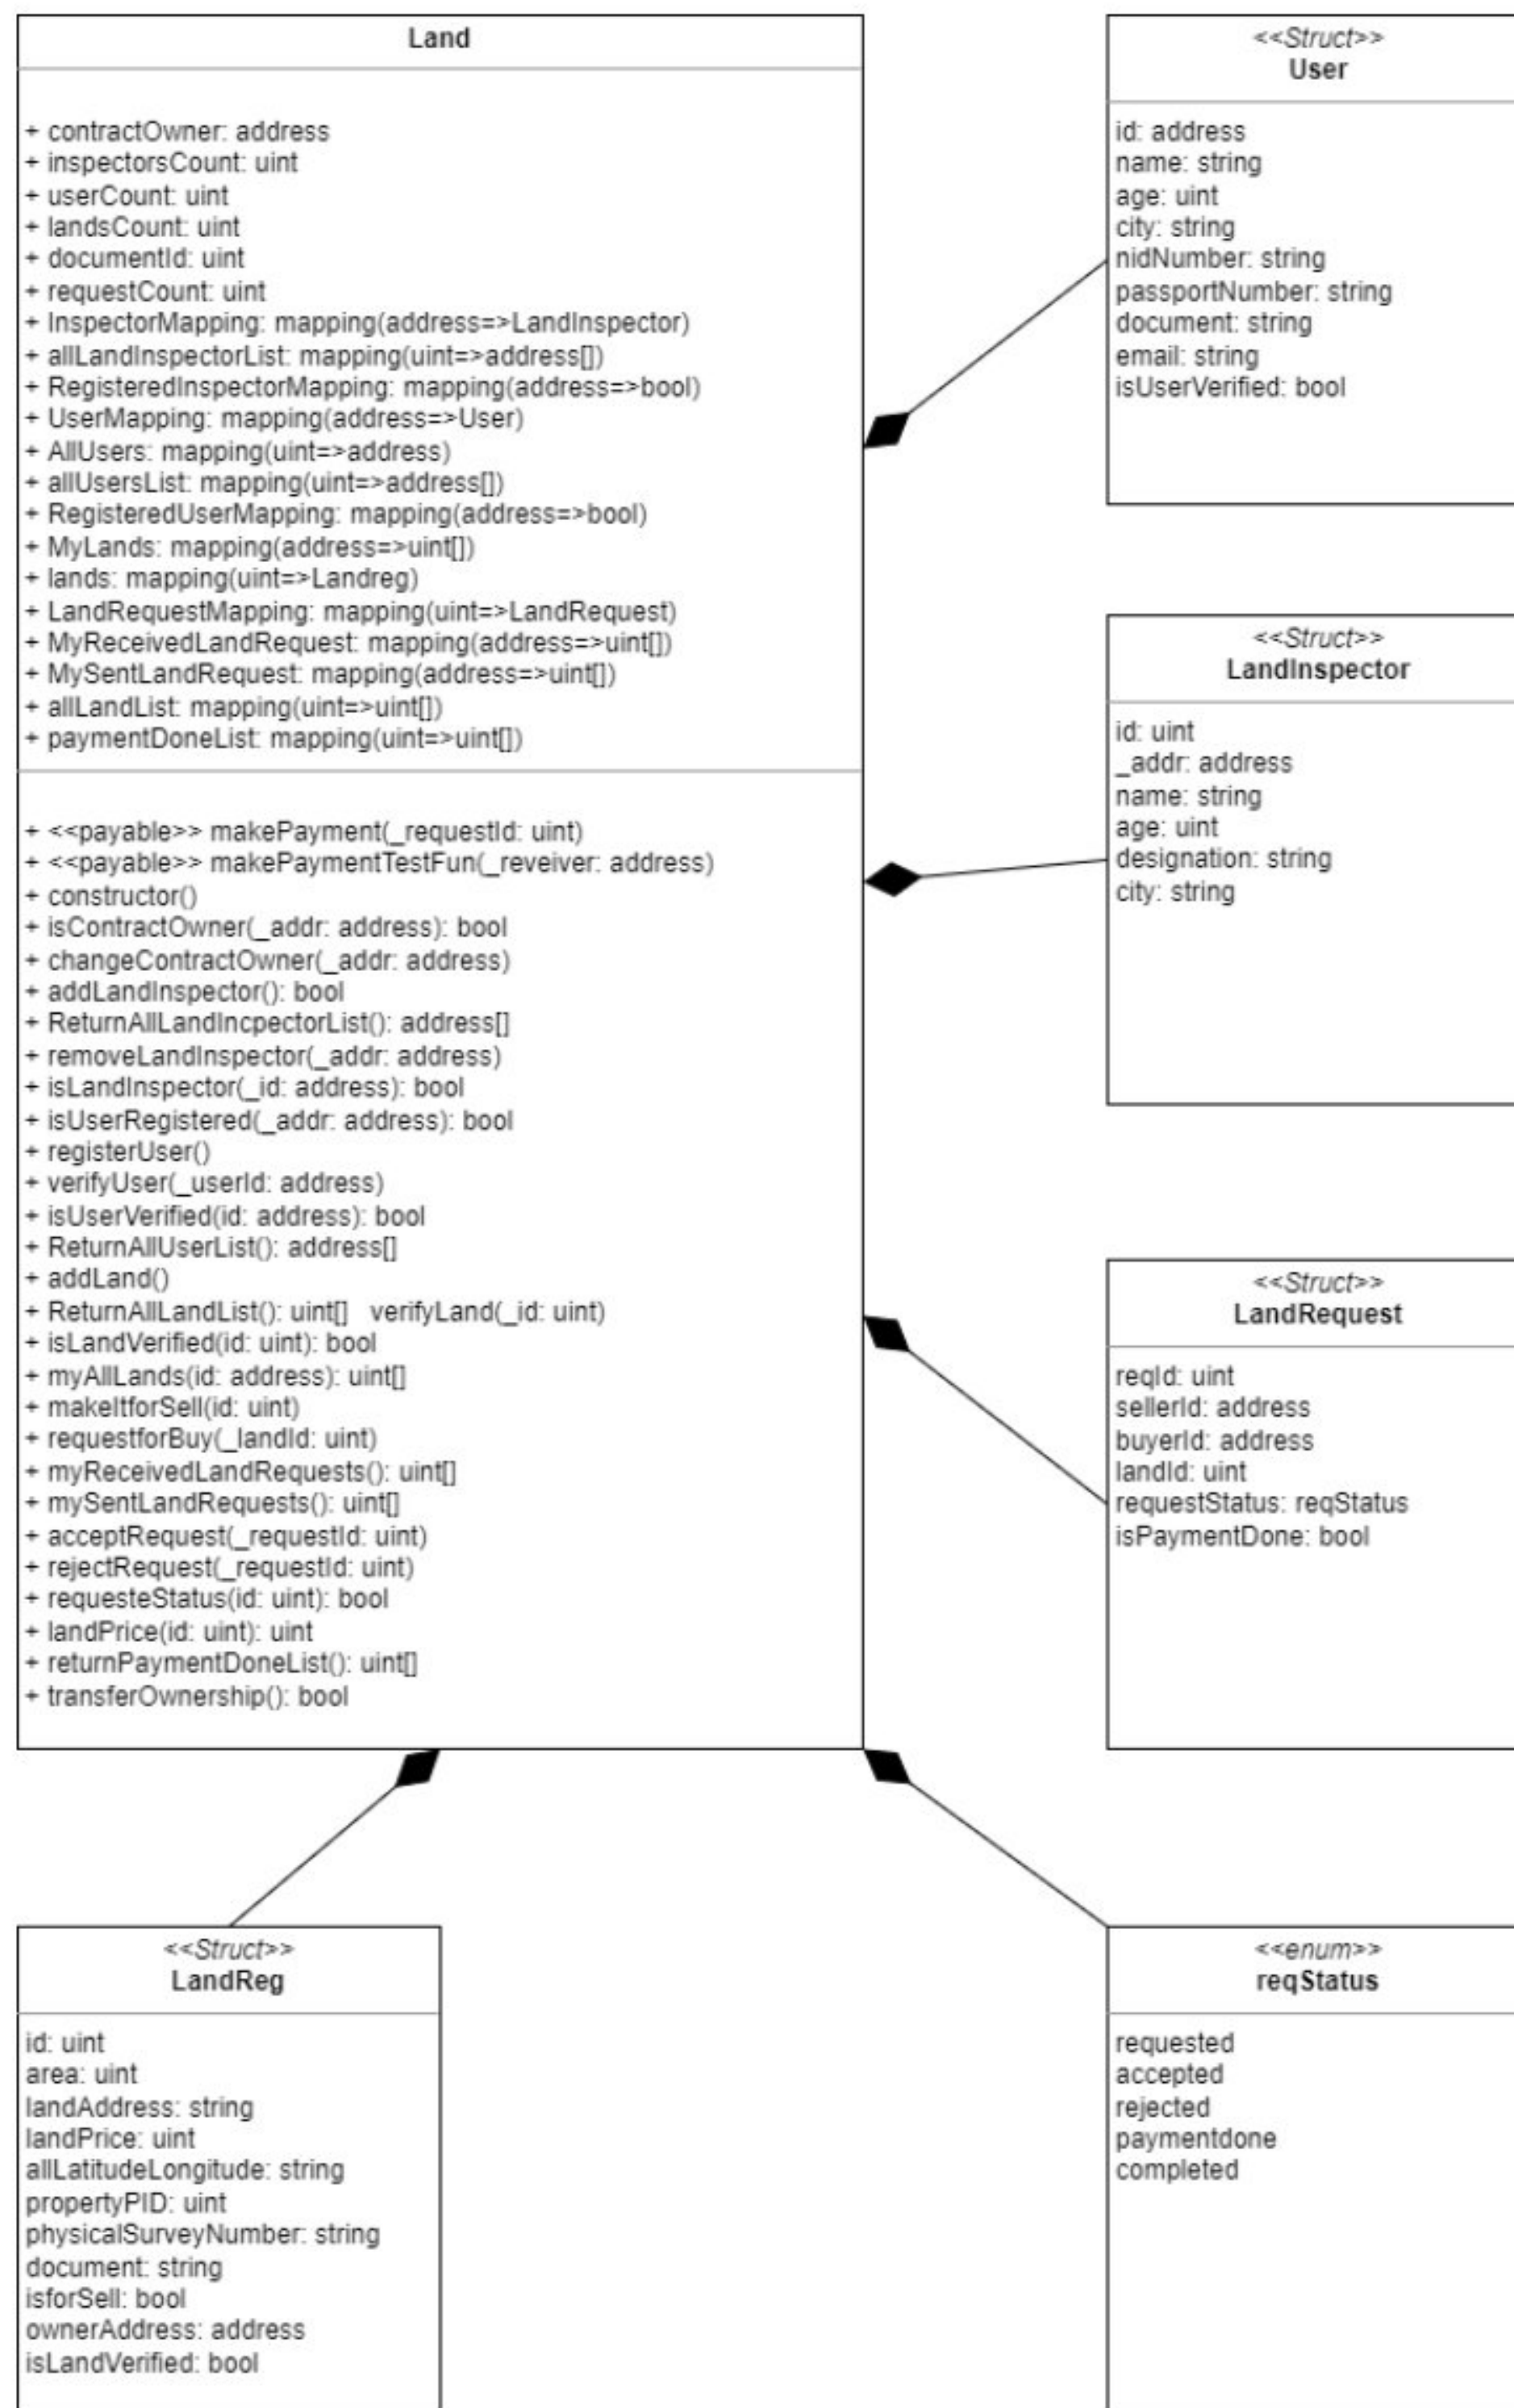 Land
+ contractOwner: address
+ inspectorsCount: uint
+ userCount: uint
+ landsCount: uint
+ documentId: uint
+ requestCount: uint
+ InspectorMapping: mapping(address=>LandInspector)
+ allLandInspectorList: mapping(uint=>address[])
+ RegisteredInspectorMapping: mapping(address=>bool)
+ UserMapping: mapping(address=>User)
+ AllUsers: mapping(uint=>address)
+ allUsersList: mapping(uint=>address[])
+ RegisteredUserMapping: mapping(address=>bool)
+ MyLands: mapping(address=>uint[])
+ lands: mapping(uint=>Landreg)
+ LandRequestMapping: mapping(uint=>LandRequest)
+ MyReceivedLandRequest: mapping(address=>uint[])
+ MySentLandRequest: mapping(address=>uint[])
+ allLandList: mapping(uint=>uint[])
+ paymentDoneList: mapping(uint=>uint[])
+ <<payable>> makePayment(_requestId: uint)
+ <<payable>> makePaymentTestFun(_reveiver: address)
+ constructor()
+ isContractOwner(_addr: address): bool
+ changeContractOwner(_addr: address)
+ addLandInspector(): bool
+ ReturnAllLandIncpectorList(): address[]
+ removeLandInspector(_addr: address)
+ isLandInspector(_id: address): bool
+ isUserRegistered(_addr: address): bool
+ registerUser()
+ verifyUser(_userId: address)
+ isUserVerified(id: address): bool
+ ReturnAllUserList(): address[]
+ addLand()
+ ReturnAllLandList(): uint[]   verifyLand(_id: uint)
+ isLandVerified(id: uint): bool
+ myAllLands(id: address): uint[]
+ makeItforSell(id: uint)
+ requestforBuy(_landId: uint)
+ myReceivedLandRequests(): uint[]
+ mySentLandRequests(): uint[]
+ acceptRequest(_requestId: uint)
+ rejectRequest(_requestId: uint)
+ requesteStatus(id: uint): bool
+ landPrice(id: uint): uint
+ returnPaymentDoneList(): uint[]
+ transferOwnership(): bool
<<Struct>>
User
id: address
name: string
age: uint
city: string
nidNumber: string
passportNumber: string
document: string
email: string
isUserVerified: bool
<<Struct>>
LandInspector
id: uint
_addr: address
name: string
age: uint
designation: string
city: string
<<Struct>>
LandRequest
reqId: uint
sellerId: address
buyerId: address
landId: uint
requestStatus: reqStatus
isPaymentDone: bool
<<Struct>>
LandReg
id: uint
area: uint
landAddress: string
landPrice: uint
allLatitudeLongitude: string
propertyPID: uint
physicalSurveyNumber: string
document: string
isforSell: bool
ownerAddress: address
isLandVerified: bool
<<enum>>
reqStatus
requested
accepted
rejected
paymentdone
completed